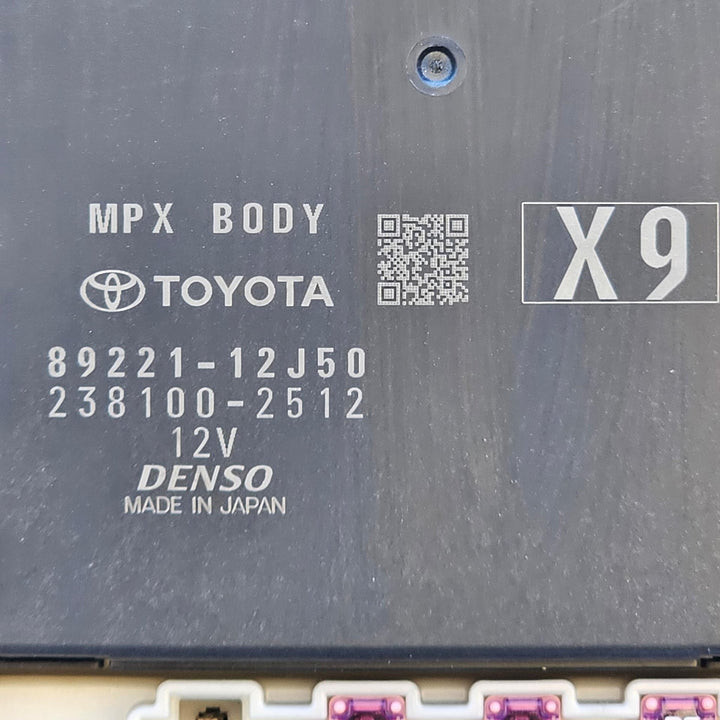 MPX BODY
TOYOTA
X9
89221-12J50
238100-2512
12V
DENSO
MADE IN JAPAN